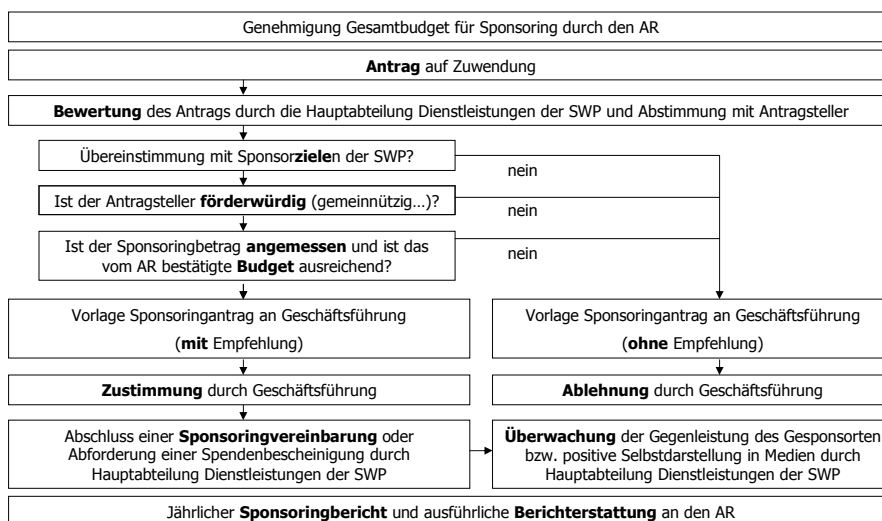 Genehmigung Gesamtbudget für Sponsoring durch den AR
Antrag auf Zuwendung
Bewertung des Antrags durch die Hauptabteilung Dienstleistungen der SWP und Abstimmung mit Antragsteller
Übereinstimmung mit Sponsorzielen der SWP?
nein
Ist der Antragsteller förderwürdig (gemeinnützig...)?
nein
Ist der Sponsoringbetrag angemessen und ist das
vom AR bestätigte Budget ausreichend?
nein
Vorlage Sponsoringantrag an Geschäftsführung
(mit Empfehlung)
Vorlage Sponsoringantrag an Geschäftsführung
(ohne Empfehlung)
Zustimmung durch Geschäftsführung
Ablehnung durch Geschäftsführung
Abschluss einer Sponsoringvereinbarung oder
Abforderung einer Spendenbescheinigung durch
Hauptabteilung Dienstleistungen der SWP
Überwachung der Gegenleistung des Gesponsorten
bzw. positive Selbstdarstellung in Medien durch
Hauptabteilung Dienstleistungen der SWP
Jährlicher Sponsoringbericht und ausführliche Berichterstattung an den AR